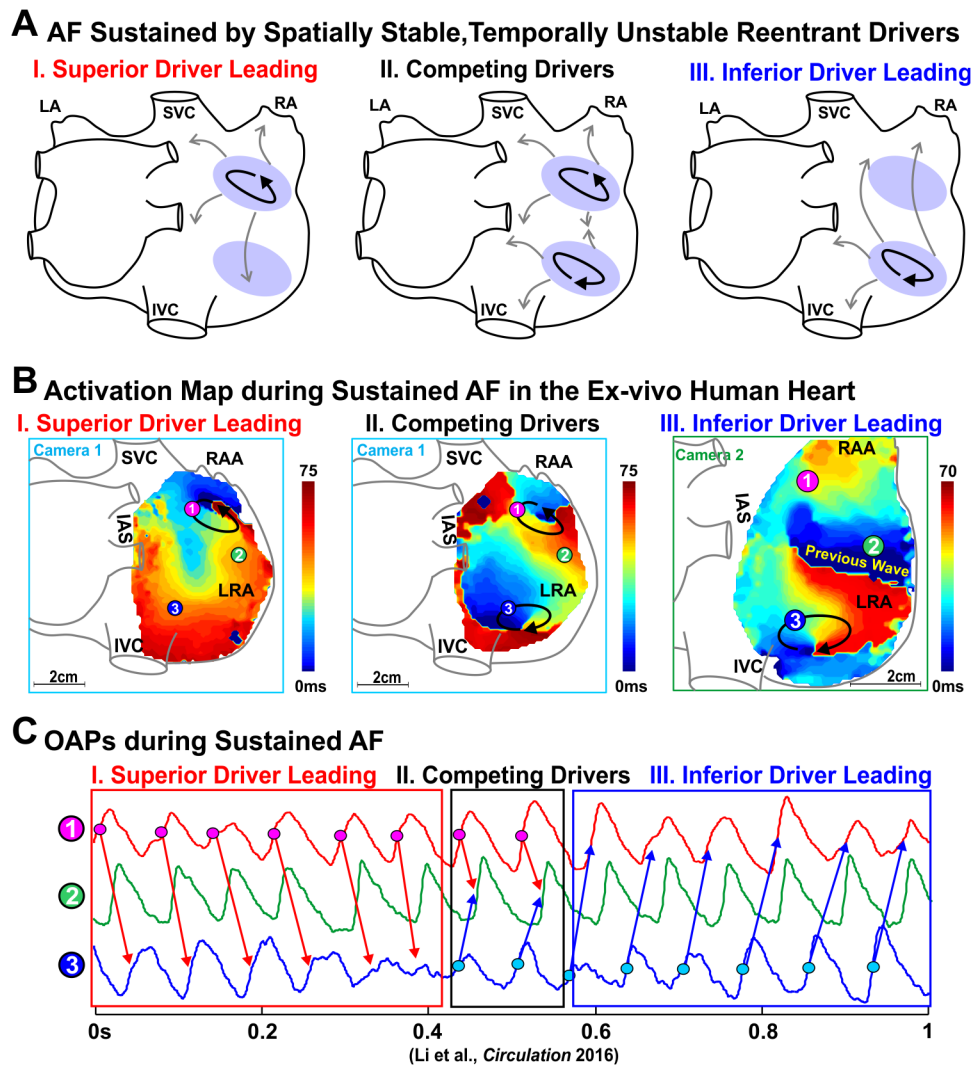 A AF Sustained by Spatially Stable,Temporally Unstable Reentrant Drivers
I. Superior Driver Leading
II. Competing Drivers
III. Inferior Driver Leading
LA
SVC
RA
IVC
LA
SVC
RA
IVC
LA
SVC
RA
IVC
B Activation Map during Sustained AF in the Ex-vivo Human Heart
I. Superior Driver Leading
II. Competing Drivers
III. Inferior Driver Leading
Camera 1
SVC
RAA
IAS
1
2
3
LRA
IVC
2cm
75
0ms
Camera 1
SVC
RAA
IAS
1
2
3
LRA
IVC
2cm
75
0ms
Camera 2
RAA
1
IAS
2
Previous Wave
LRA
3
IVC
2cm
70
0ms
C OAPs during Sustained AF
I. Superior Driver Leading
II. Competing Drivers
III. Inferior Driver Leading
1
2
3
0s 0.2 0.4 0.6 0.8 1
(Li et al., Circulation 2016)